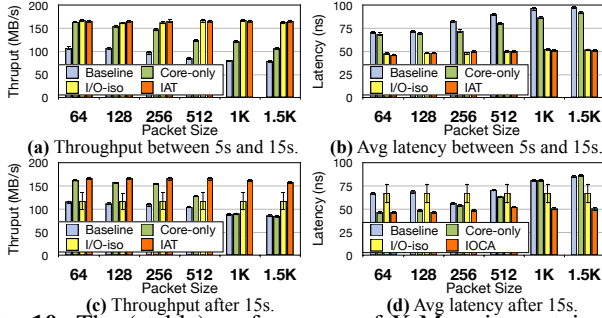 Thruput (MB/s)
200
150
100
50
0
Baseline
Core-only
I/O-iso
IAT
64 128 256 512 1K 1.5K
Packet Size
(a) Throughput between 5s and 15s.
Latency (ns)
100
75
50
25
0
Baseline
Core-only
I/O-iso
IAT
64 128 256 512 1K 1.5K
Packet Size
(b) Avg latency between 5s and 15s.
Thruput (MB/s)
200
150
100
50
0
Baseline
Core-only
I/O-iso
IAT
64 128 256 512 1K 1.5K
Packet Size
(c) Throughput after 15s.
Latency (ns)
100
75
50
25
0
Baseline
Core-only
I/O-iso
IOCA
64 128 256 512 1K 1.5K
Packet Size
(d) Avg latency after 15s.